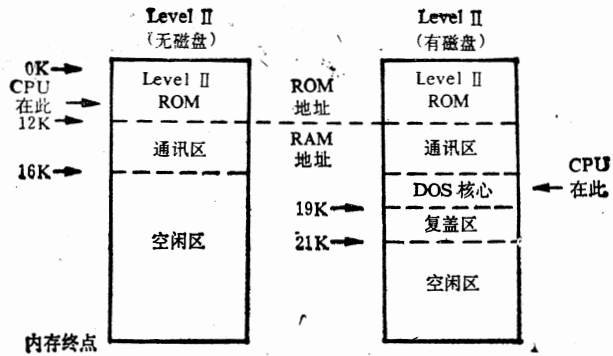 Level Ⅱ
(无磁盘)
Level Ⅱ
(有磁盘)
0K
CPU
在此
12K
16K
Level Ⅱ
ROM
通讯区
空闲区
内存终点
ROM
地址
RAM
地址
19K
21K
Level Ⅱ
ROM
通讯区
DOS 核心
复盖区
空闲区
CPU
在此